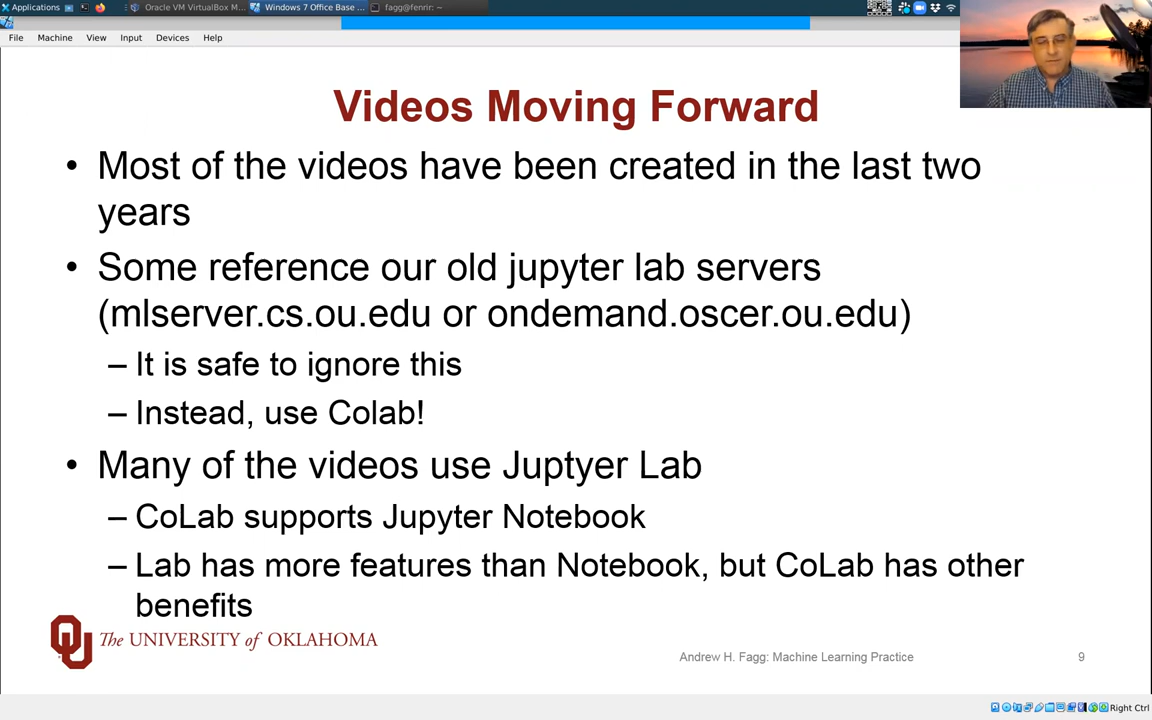 Applications
Oracle VM VirtualBox M...
Windows 7 Office Base ...
fagg@fenrir: ~
File Machine View Input Devices Help
Videos Moving Forward
• Most of the videos have been created in the last two
years
• Some reference our old jupyter lab servers
(mlserver.cs.ou.edu or ondemand.oscer.ou.edu)
– It is safe to ignore this
– Instead, use Colab!
• Many of the videos use Juptyer Lab
– CoLab supports Jupyter Notebook
– Lab has more features than Notebook, but CoLab has other
benefits
The UNIVERSITY of OKLAHOMA
Andrew H. Fagg: Machine Learning Practice
9
Right Ctrl